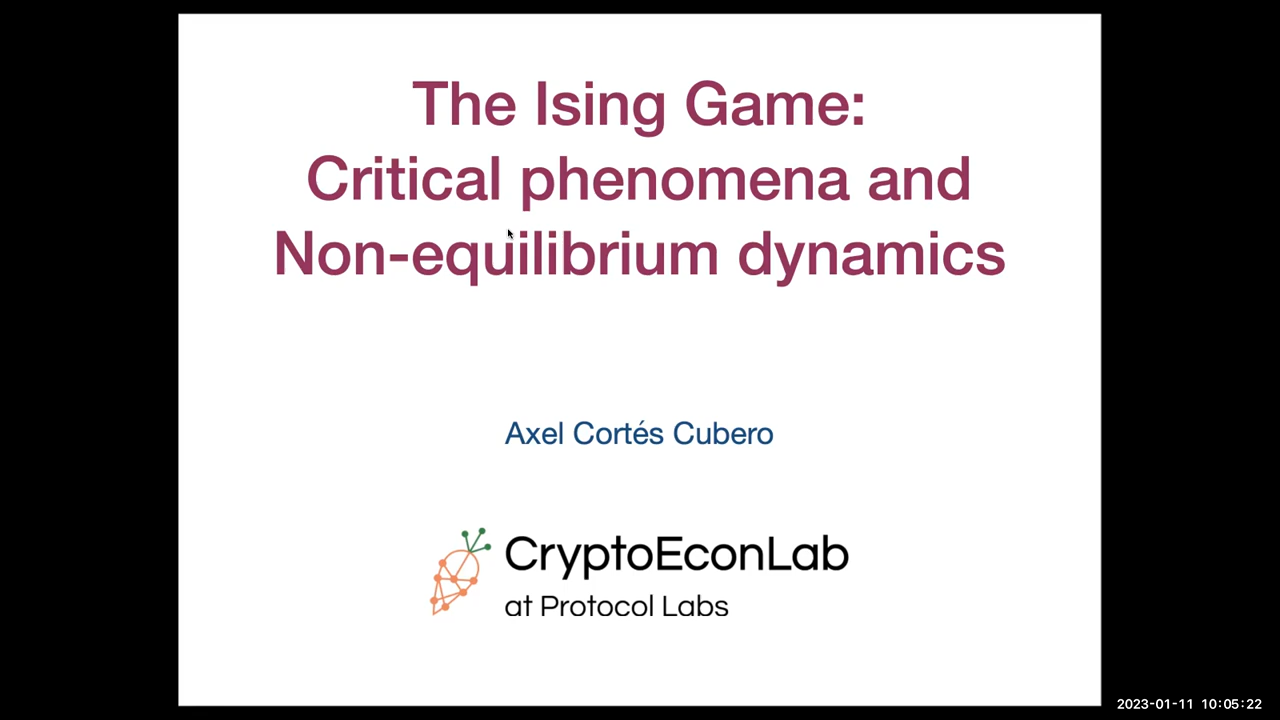 The Ising Game:
Critical phenomena and
Non-equilibrium dynamics
Axel Cortés Cubero
CryptoEconLab
at Protocol Labs
2023-01-11 10:05:22